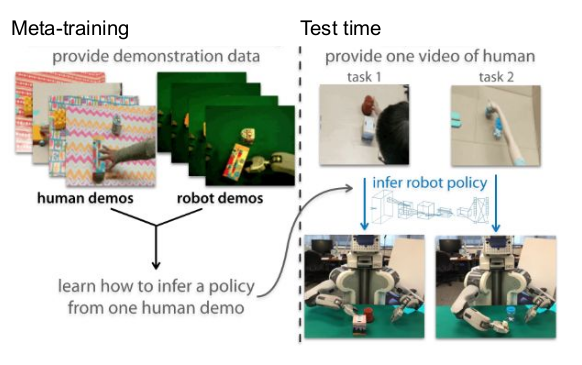 Meta-training
provide demonstration data
human demos
robot demos
learn how to infer a policy
from one human demo
Test time
provide one video of human
task 1
task 2
infer robot policy